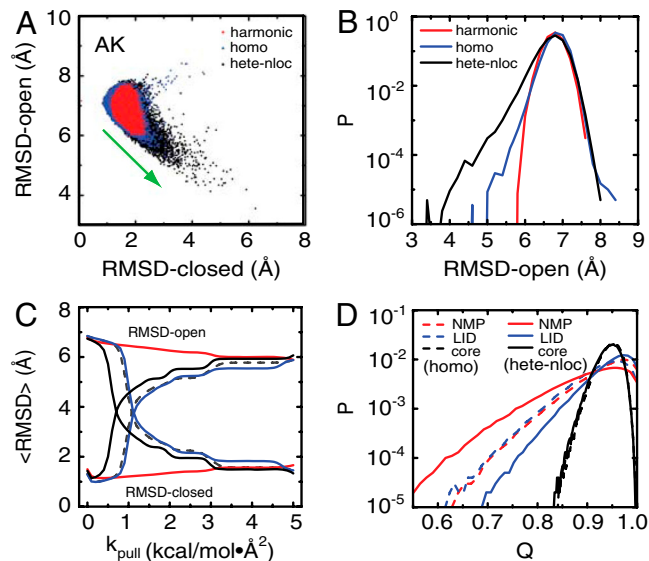 A
AK
harmonic
homo
hete-nloc
RMSD-open (Å)
10
8
6
4
0 2 4 6 8
RMSD-closed (Å)
B
harmonic
homo
hete-nloc
P
10^0
10^-2
10^-4
10^-6
3 4 5 6 7 8 9
RMSD-open (Å)
C
RMSD-open
RMSD-closed
<RMSD> (Å)
8
6
4
2
0
0 1 2 3 4 5
k_pull (kcal/mol•Å^2)
D
NMP NMP
LID LID
core core
(homo) (hete-nloc)
P
10^-1
10^-2
10^-3
10^-4
10^-5
0.6 0.7 0.8 0.9 1.0
Q